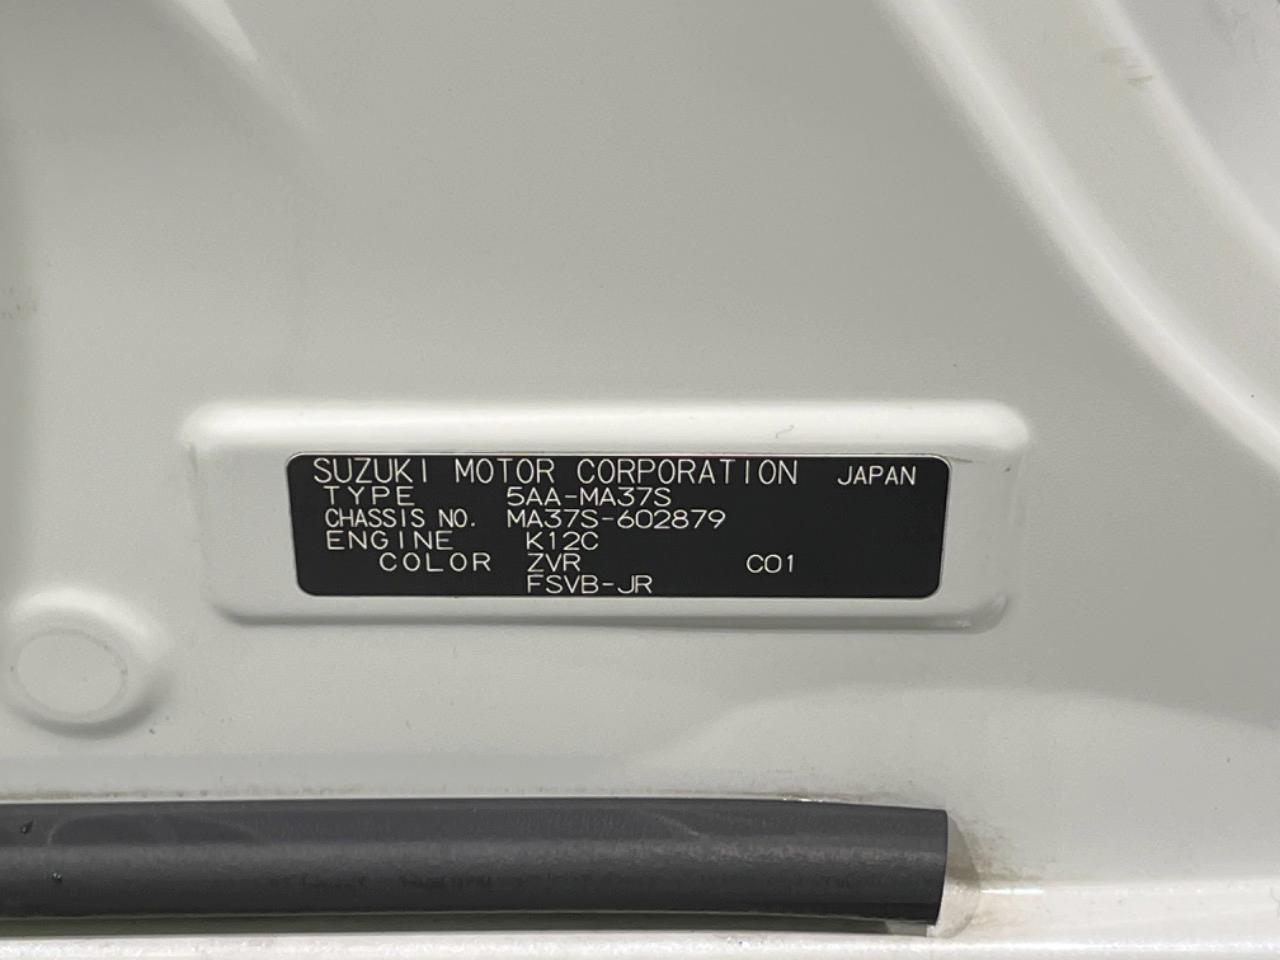 SUZUKI MOTOR CORPORATION JAPAN
TYPE 5AA-MA37S
CHASSIS NO. MA37S-602879
ENGINE K12C
COLOR ZVR C01
FSVB-JR